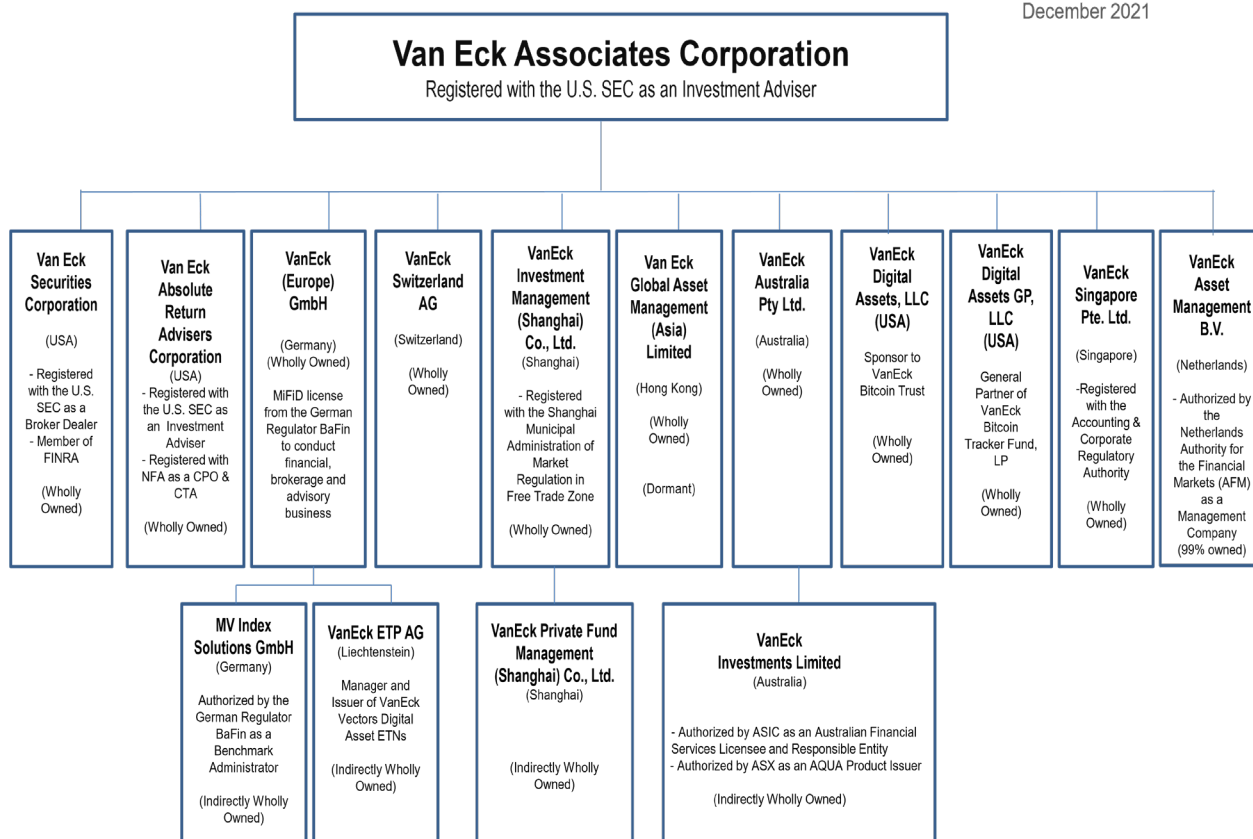 December 2021
Van Eck Associates Corporation
Registered with the U.S. SEC as an Investment Adviser
Van Eck
Securities
Corporation
(USA)
- Registered
with the U.S.
SEC as a
Broker Dealer
- Member of
FINRA
(Wholly
Owned)
Van Eck
Absolute
Return
Advisers
Corporation
(USA)
- Registered with
the U.S. SEC as
an Investment
Adviser
- Registered with
NFA as a CPO &
CTA
(Wholly Owned)
VanEck
(Europe)
GmbH
(Germany)
(Wholly Owned)
MiFiD license
from the German
Regulator BaFin
to conduct
financial,
brokerage and
advisory
business
VanEck
Switzerland
AG
(Switzerland)
(Wholly
Owned)
VanEck
Investment
Management
(Shanghai)
Co., Ltd.
(Shanghai)
- Registered
with the Shanghai
Municipal
Administration of
Market
Regulation in
Free Trade Zone
(Wholly Owned)
Van Eck
Global Asset
Management
(Asia)
Limited
(Hong Kong)
(Wholly
Owned)
(Dormant)
VanEck
Australia
Pty Ltd.
(Australia)
(Wholly
Owned)
VanEck
Digital
Assets, LLC
(USA)
Sponsor to
VanEck
Bitcoin Trust
(Wholly
Owned)
VanEck
Digital
Assets GP,
LLC
(USA)
General
Partner of
VanEck
Bitcoin
Tracker Fund,
LP
(Wholly
Owned)
VanEck
Singapore
Pte. Ltd.
(Singapore)
-Registered
with the
Accounting &
Corporate
Regulatory
Authority
(Wholly
Owned)
VanEck
Asset
Management
B.V.
(Netherlands)
- Authorized by
the
Netherlands
Authority for
the Financial
Markets (AFM)
as a
Management
Company
(99% owned)
MV Index
Solutions GmbH
(Germany)
Authorized by the
German Regulator
BaFin as a
Benchmark
Administrator
(Indirectly Wholly
Owned)
VanEck ETP AG
(Liechtenstein)
Manager and
Issuer of VanEck
Vectors Digital
Asset ETNs
(Indirectly Wholly
Owned)
VanEck Private Fund
Management
(Shanghai) Co., Ltd.
(Shanghai)
(Indirectly Wholly
Owned)
VanEck
Investments Limited
(Australia)
- Authorized by ASIC as an Australian Financial
Services Licensee and Responsible Entity
- Authorized by ASX as an AQUA Product Issuer
(Indirectly Wholly Owned)